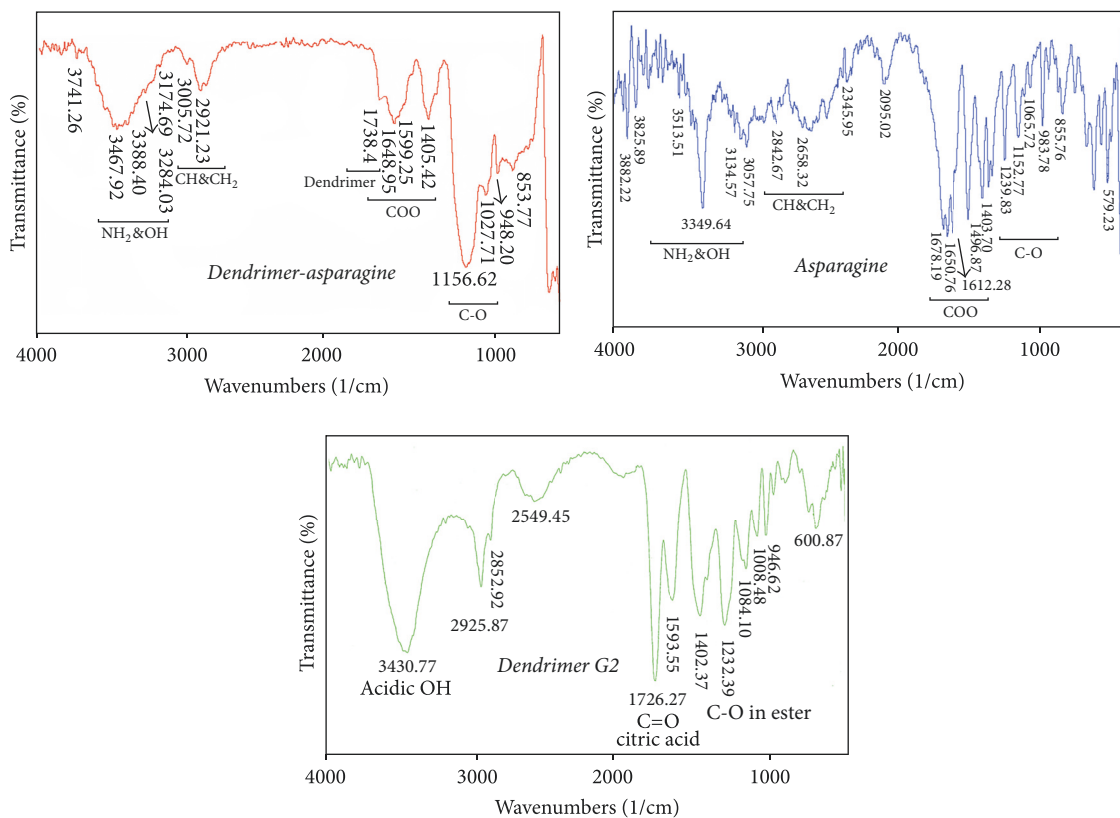 Transmittance (%)
3741.26
3467.92
3388.40
3174.69
3284.03
3005.72
2921.23
CH&CH2
NH2&OH
1738.4
1648.95
1599.25
1405.42
Dendrimer
COO
1156.62
1027.71
948.20
853.77
C-O
Dendrimer-asparagine
4000
3000
2000
1000
Wavenumbers (1/cm)
Transmittance (%)
3882.22
3825.89
3513.51
3349.64
3134.57
3057.75
2842.67
2658.32
2345.95
2095.02
NH2&OH
CH&CH2
Asparagine
1678.19
1650.76
1612.28
1496.87
1403.70
1239.83
1152.77
1065.72
983.78
855.76
579.23
C-O
COO
4000
3000
2000
1000
Wavenumbers (1/cm)
Transmittance (%)
3430.77
Acidic OH
2925.87
2852.92
2549.45
Dendrimer G2
1726.27
C=O
citric acid
1593.55
1402.37
1232.39
C-O in ester
1084.10
1008.48
946.62
600.87
4000
3000
2000
1000
Wavenumbers (1/cm)